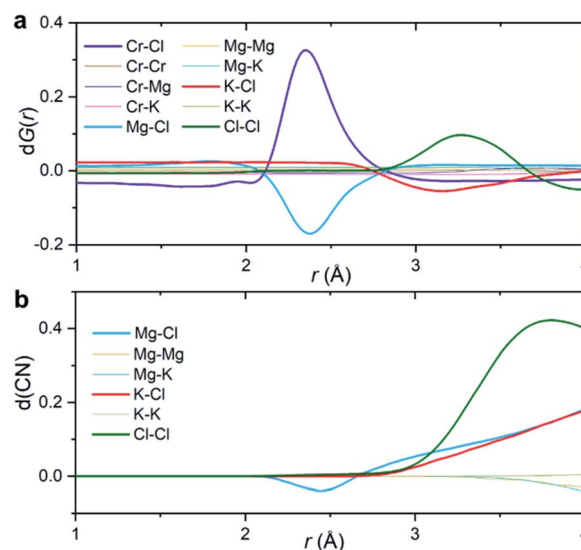 a
0.4
0.2
0.0
-0.2
dG(r)
Cr-Cl
Cr-Cr
Cr-Mg
Cr-K
Mg-Cl
Mg-Mg
Mg-K
K-Cl
K-K
Cl-Cl
1
2
3
4
r (Å)
b
0.4
0.2
0.0
d(CN)
Mg-Cl
Mg-Mg
Mg-K
K-Cl
K-K
Cl-Cl
1
2
3
4
r (Å)